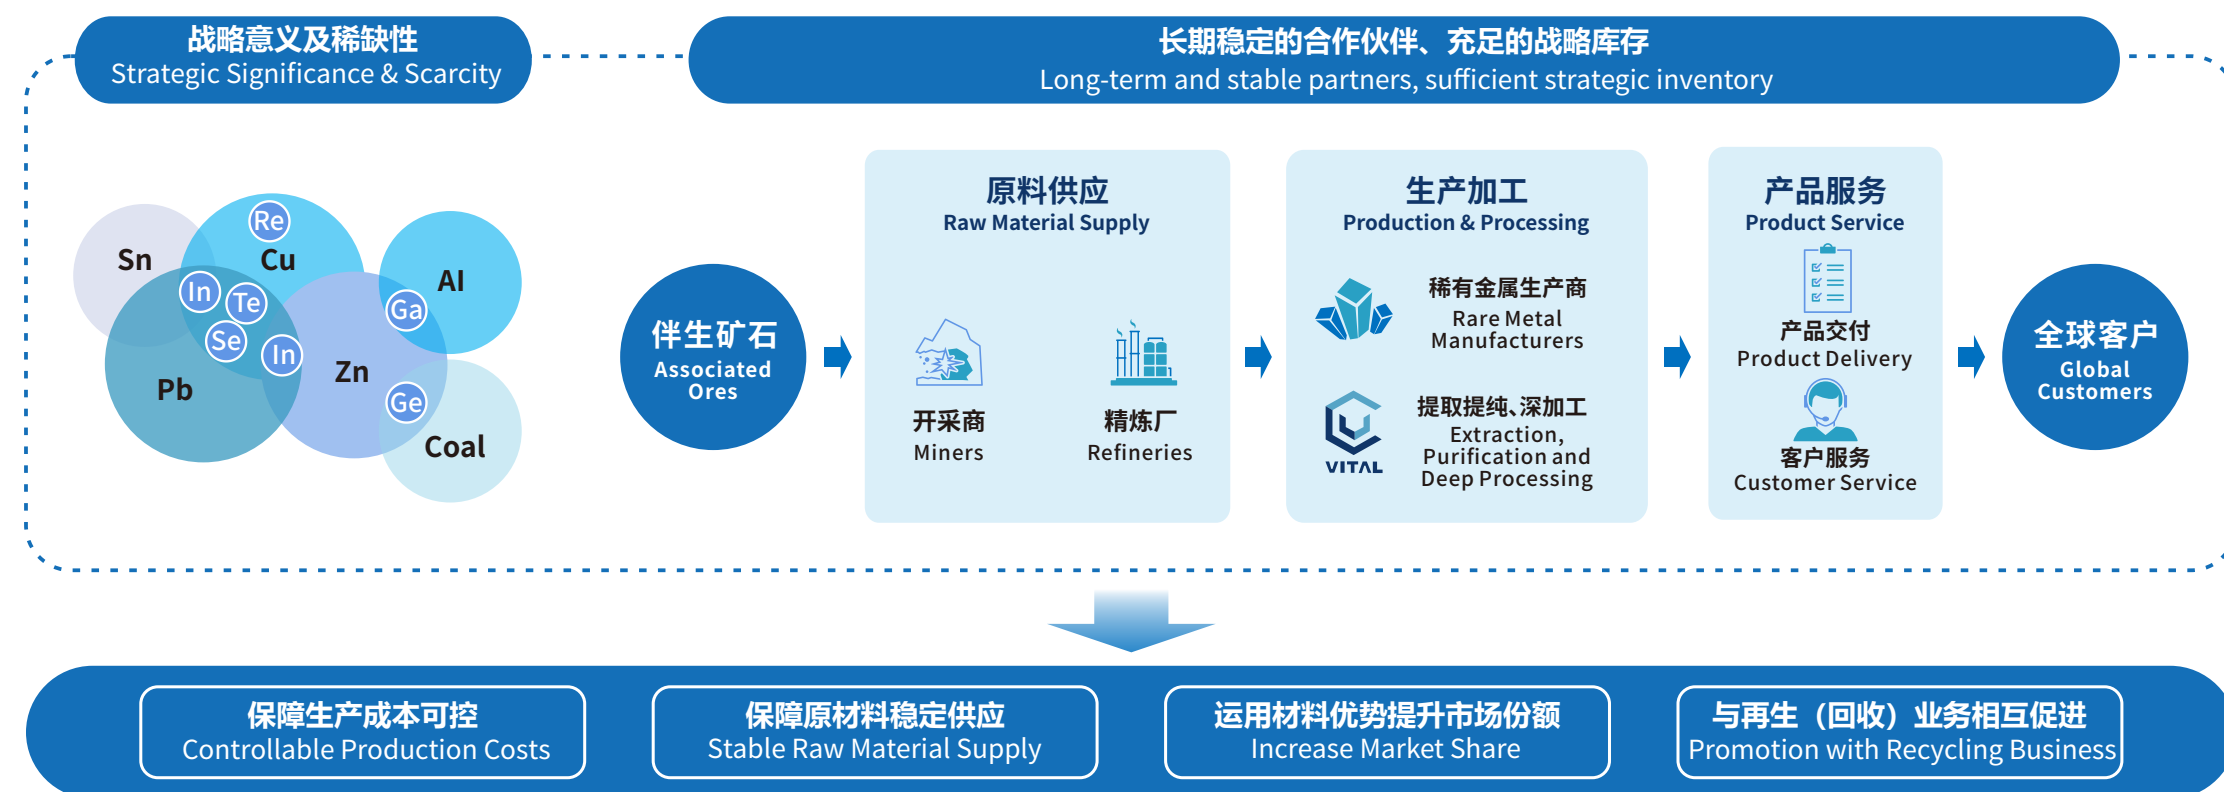 战略意义及稀缺性
Strategic Significance & Scarcity
长期稳定的合作伙伴、充足的战略库存
Long-term and stable partners, sufficient strategic inventory
Re
Sn
Cu
Al
In
Te
Ga
Se
In
Zn
Pb
Ge
Coal
伴生矿石
Associated
Ores
原料供应
Raw Material Supply
开采商
Miners
精炼厂
Refineries
生产加工
Production & Processing
稀有金属生产商
Rare Metal
Manufacturers
VITAL
提取提纯、深加工
Extraction,
Purification and
Deep Processing
产品服务
Product Service
产品交付
Product Delivery
客户服务
Customer Service
全球客户
Global
Customers
保障生产成本可控
Controllable Production Costs
保障原材料稳定供应
Stable Raw Material Supply
运用材料优势提升市场份额
Increase Market Share
与再生（回收）业务相互促进
Promotion with Recycling Business